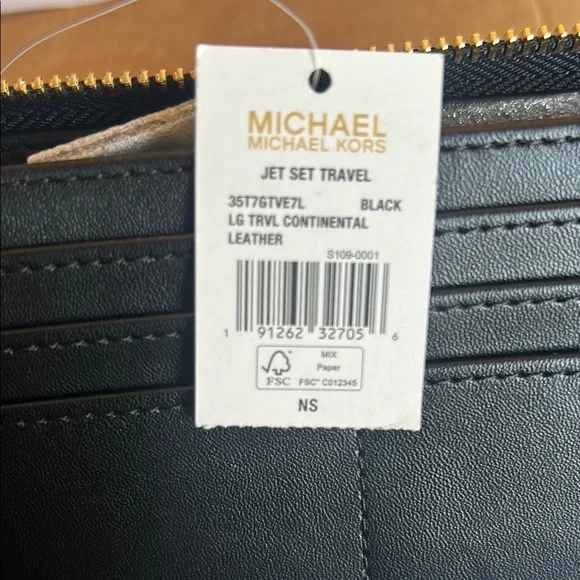 MICHAEL
MICHAEL KORS
JET SET TRAVEL
35T7GTVE7L BLACK
LG TRVL CONTINENTAL
LEATHER
S109-0001
1 91262 32705 6
FSC
MIX
Paper
FSC™ C012345
NS